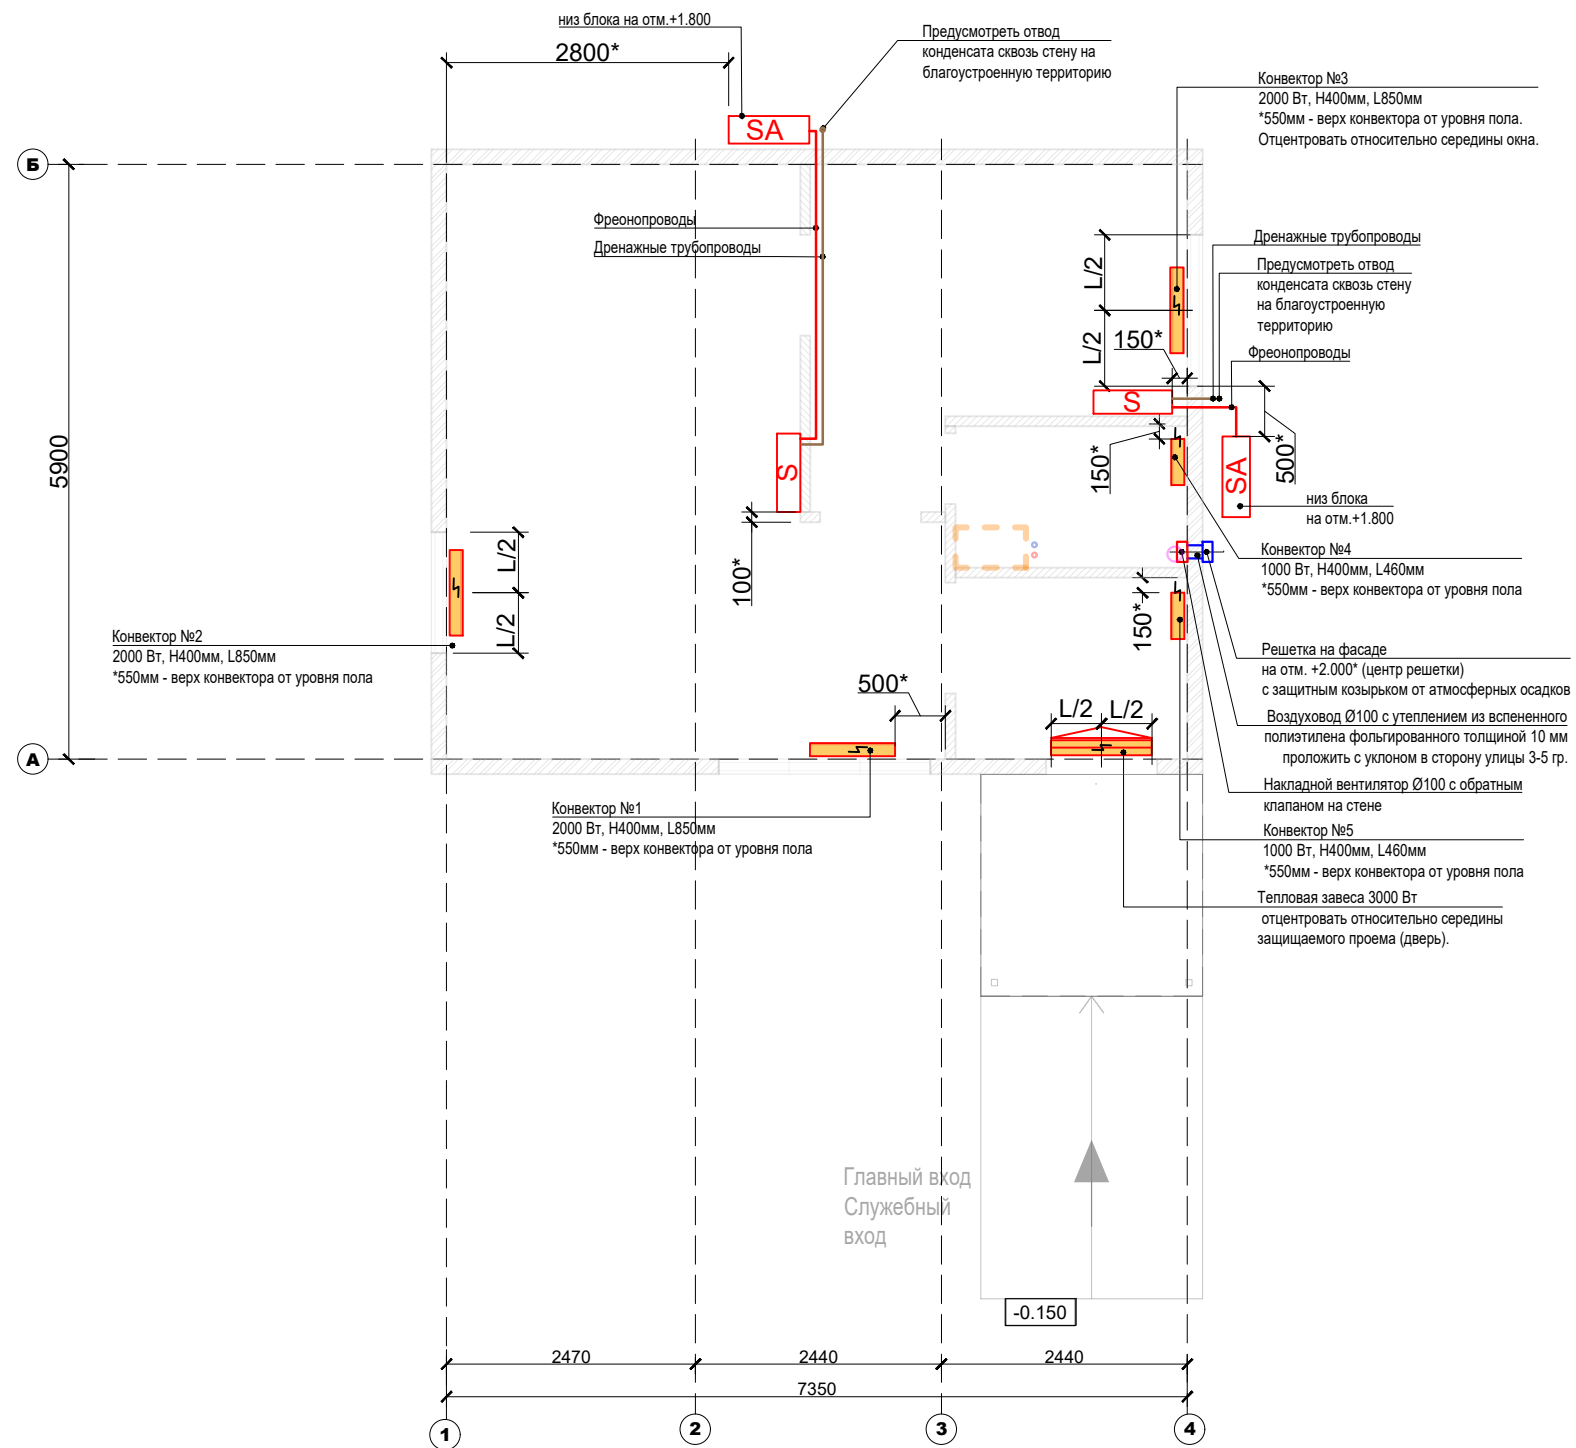 низ блока на отм.+1.800
2800*
Предусмотреть отвод
конденсата сквозь стену на
благоустроенную территорию
Конвектор №3
2000 Вт, Н400мм, L850мм
*550мм - верх конвектора от уровня пола.
Отцентровать относительно середины окна.
SA
Б
Фреонопроводы
Дренажные трубопроводы
L/2
L/2
150*
Дренажные трубопроводы
Предусмотреть отвод
конденсата сквозь стену
на благоустроенную
территорию
Фреонопроводы
S
5900
S
150*
SA
500*
низ блока
на отм.+1.800
100*
L/2
L/2
Конвектор №4
1000 Вт, Н400мм, L460мм
*550мм - верх конвектора от уровня пола
150*
Конвектор №2
2000 Вт, Н400мм, L850мм
*550мм - верх конвектора от уровня пола
Решетка на фасаде
на отм. +2.000* (центр решетки)
с защитным козырьком от атмосферных осадков
500*
L/2 L/2
Воздуховод Ø100 с утеплением из вспененного
полиэтилена фольгированного толщиной 10 мм
проложить с уклоном в сторону улицы 3-5 гр.
А
Накладной вентилятор Ø100 с обратным
клапаном на стене
Конвектор №1
2000 Вт, Н400мм, L850мм
*550мм - верх конвектора от уровня пола
Конвектор №5
1000 Вт, Н400мм, L460мм
*550мм - верх конвектора от уровня пола
Тепловая завеса 3000 Вт
отцентровать относительно середины
защищаемого проема (дверь).
Главный вход
Служебный
вход
-0.150
2470 2440 2440
7350
1 2 3 4